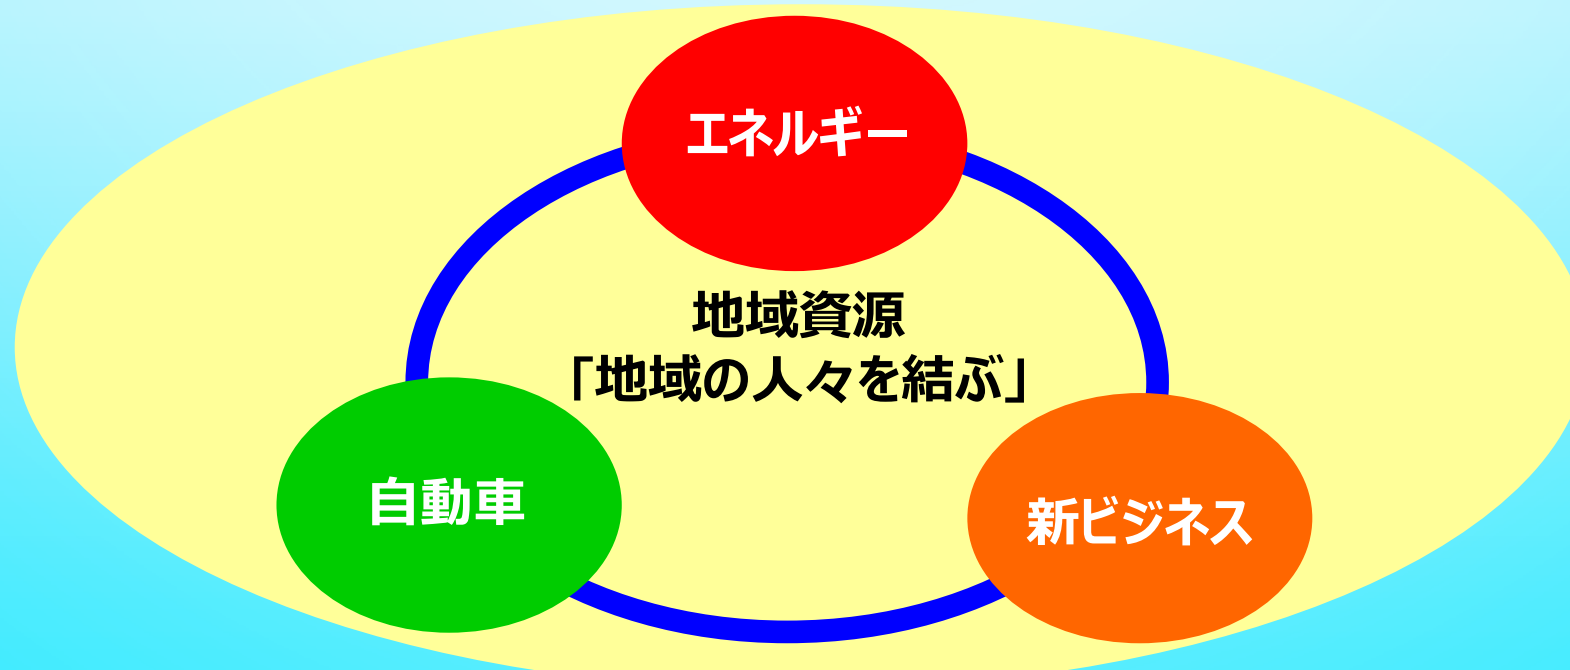 エネルギー
地域資源
「地域の人々を結ぶ」
自動車
新ビジネス